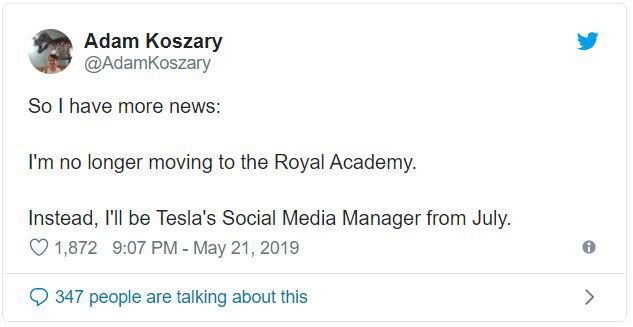 Adam Koszary
@AdamKoszary
So I have more news:
I'm no longer moving to the Royal Academy.
Instead, I'll be Tesla's Social Media Manager from July.
1,872 9:07 PM - May 21, 2019
347 people are talking about this